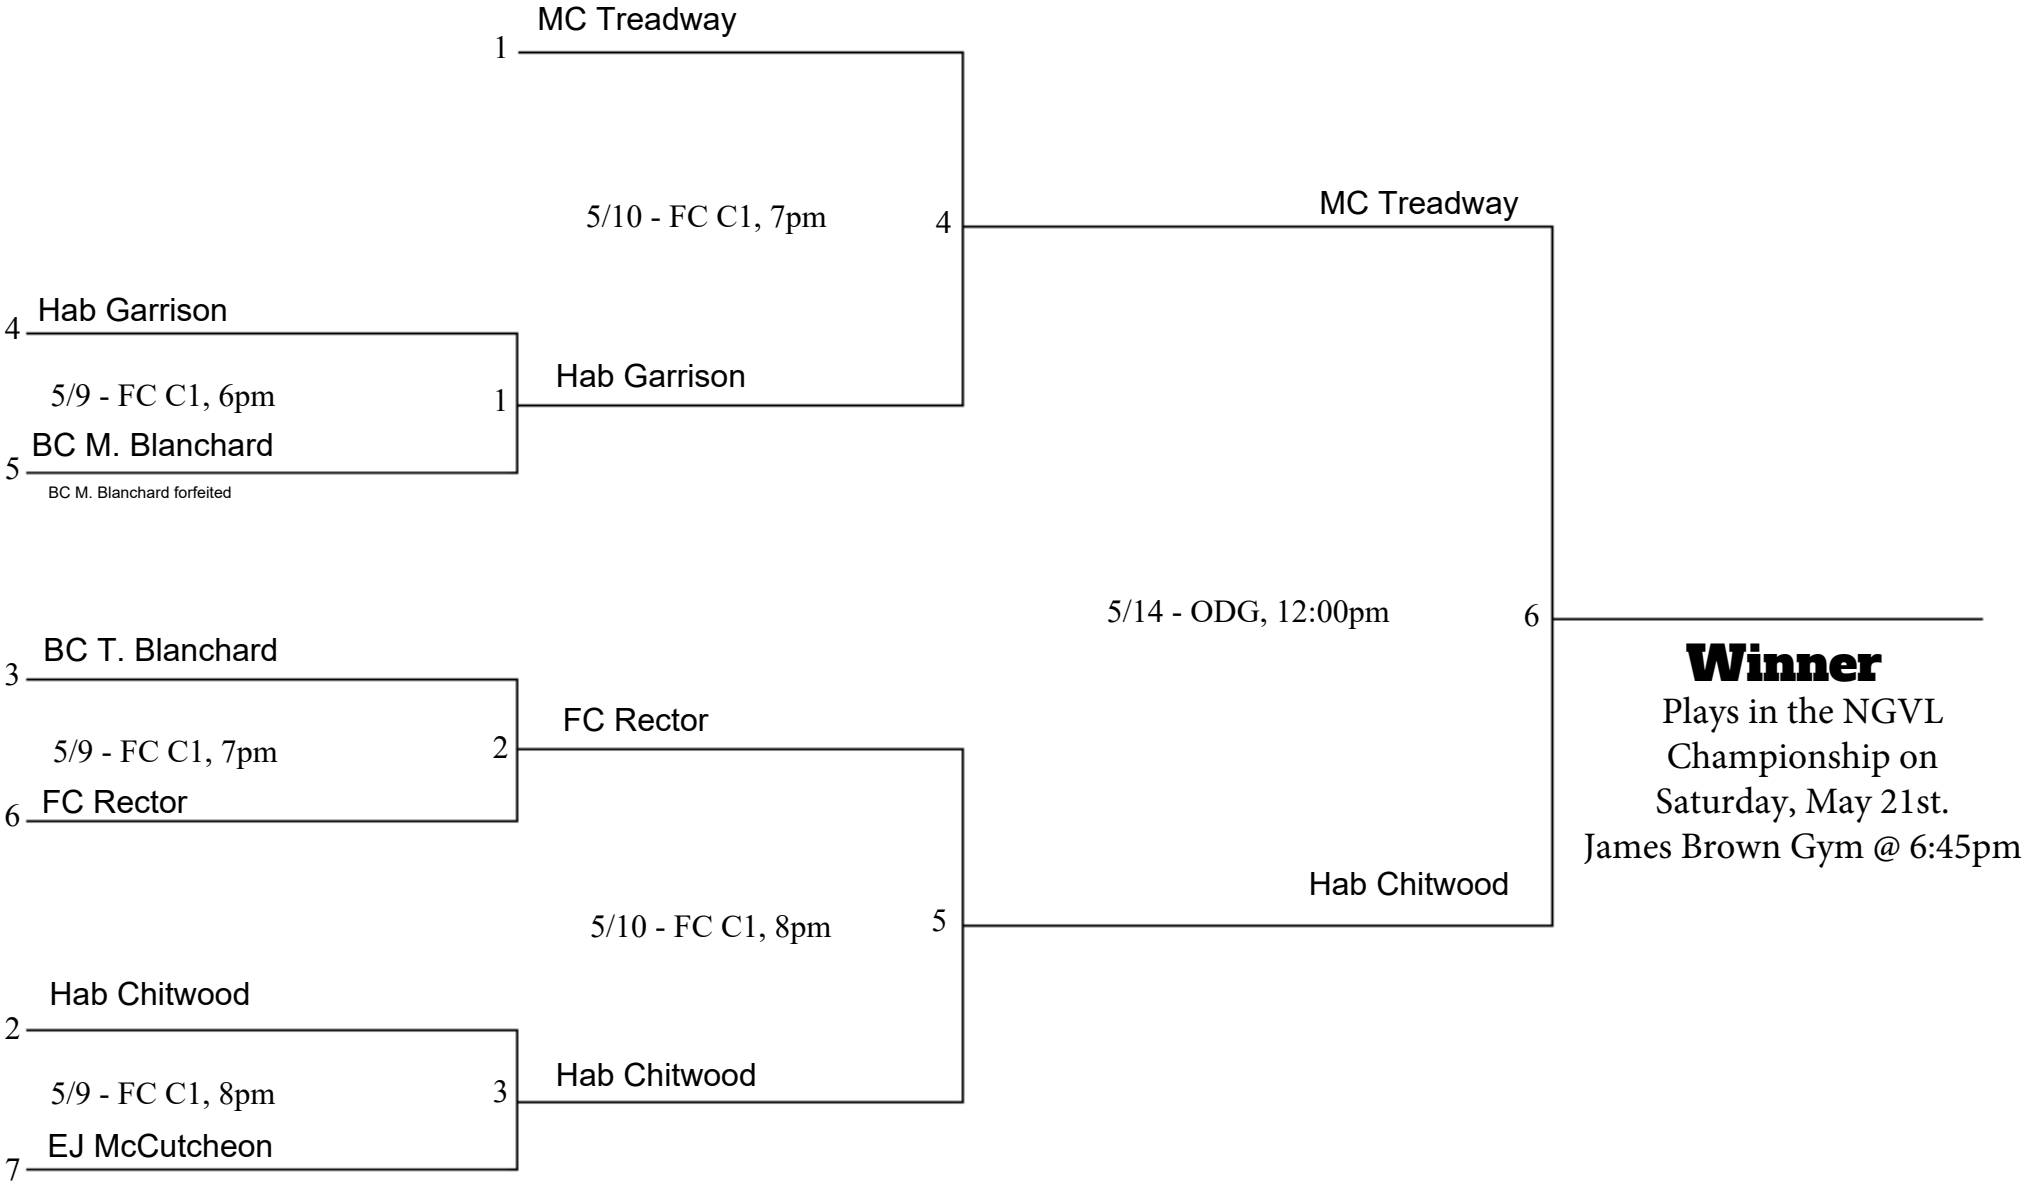 MC Treadway
1
5/10 - FC C1, 7pm
4
MC Treadway
Hab Garrison
4
5/9 - FC C1, 6pm
1
Hab Garrison
BC M. Blanchard
5
BC M. Blanchard forfeited
5/14 - ODG, 12:00pm
6
Winner
Plays in the NGVL
Championship on
Saturday, May 21st.
James Brown Gym @ 6:45pm
BC T. Blanchard
3
5/9 - FC C1, 7pm
2
FC Rector
FC Rector
6
5/10 - FC C1, 8pm
5
Hab Chitwood
Hab Chitwood
2
5/9 - FC C1, 8pm
3
Hab Chitwood
EJ McCutcheon
7